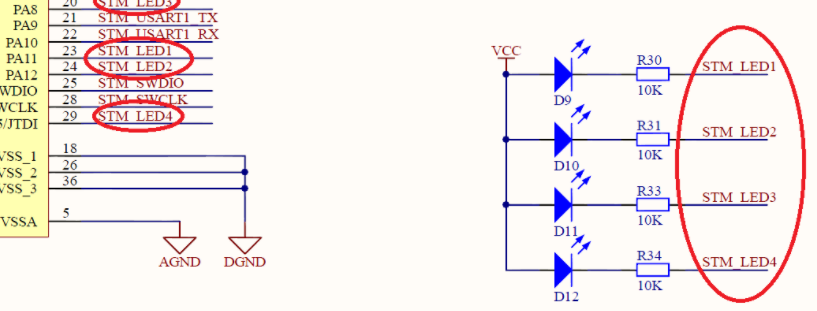 PA8 20 STM_LED3
PA9 21 STM_USART1_TX
PA10 22 STM_USART1_RX
PA11 23 STM_LED1
PA12 24 STM_LED2
WDIO 25 STM_SWDIO
WCLK 28 STM_SWCLK
5/JTDI 29 STM_LED4
VSS_1 18
VSS_2 26
VSS_3 36
VSSA 5
AGND DGND
VCC
D9 R30 10K STM_LED1
D10 R31 10K STM_LED2
D11 R33 10K STM_LED3
D12 R34 10K STM_LED4